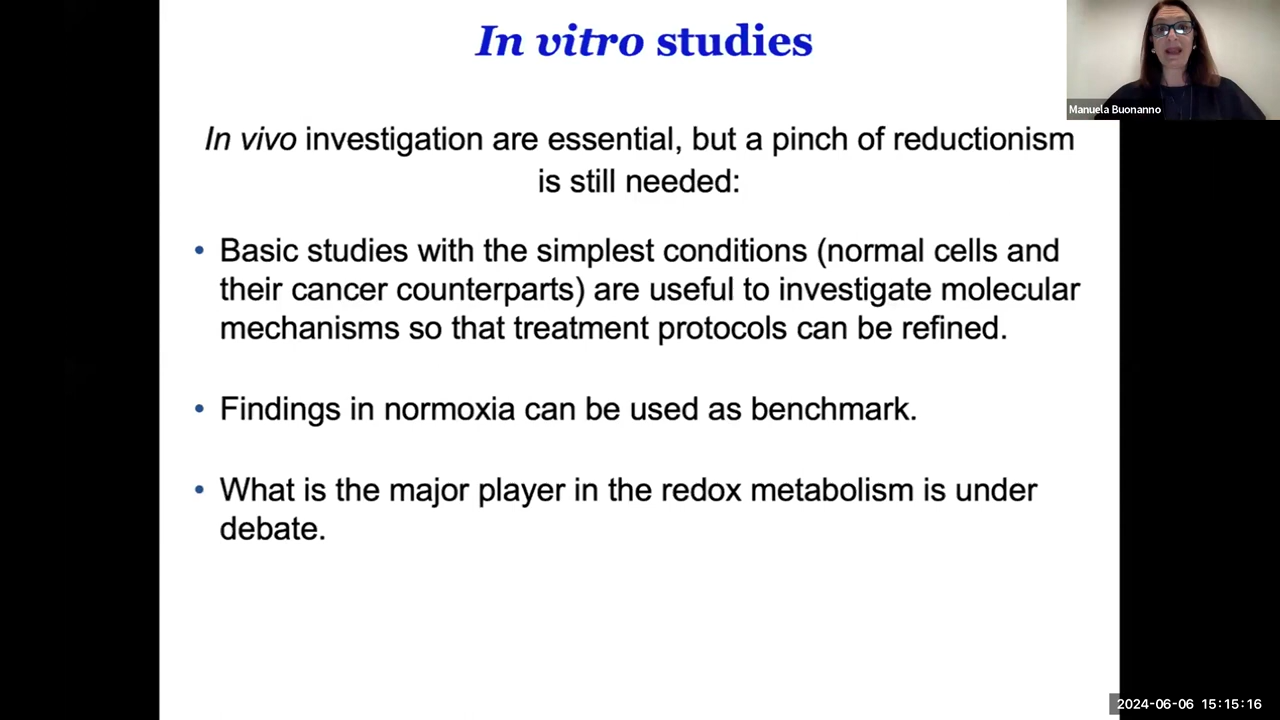 In vitro studies
Manuela Buonanno
In vivo investigation are essential, but a pinch of reductionism
is still needed:
• Basic studies with the simplest conditions (normal cells and
their cancer counterparts) are useful to investigate molecular
mechanisms so that treatment protocols can be refined.
• Findings in normoxia can be used as benchmark.
• What is the major player in the redox metabolism is under
debate.
2024-06-06 15:15:16